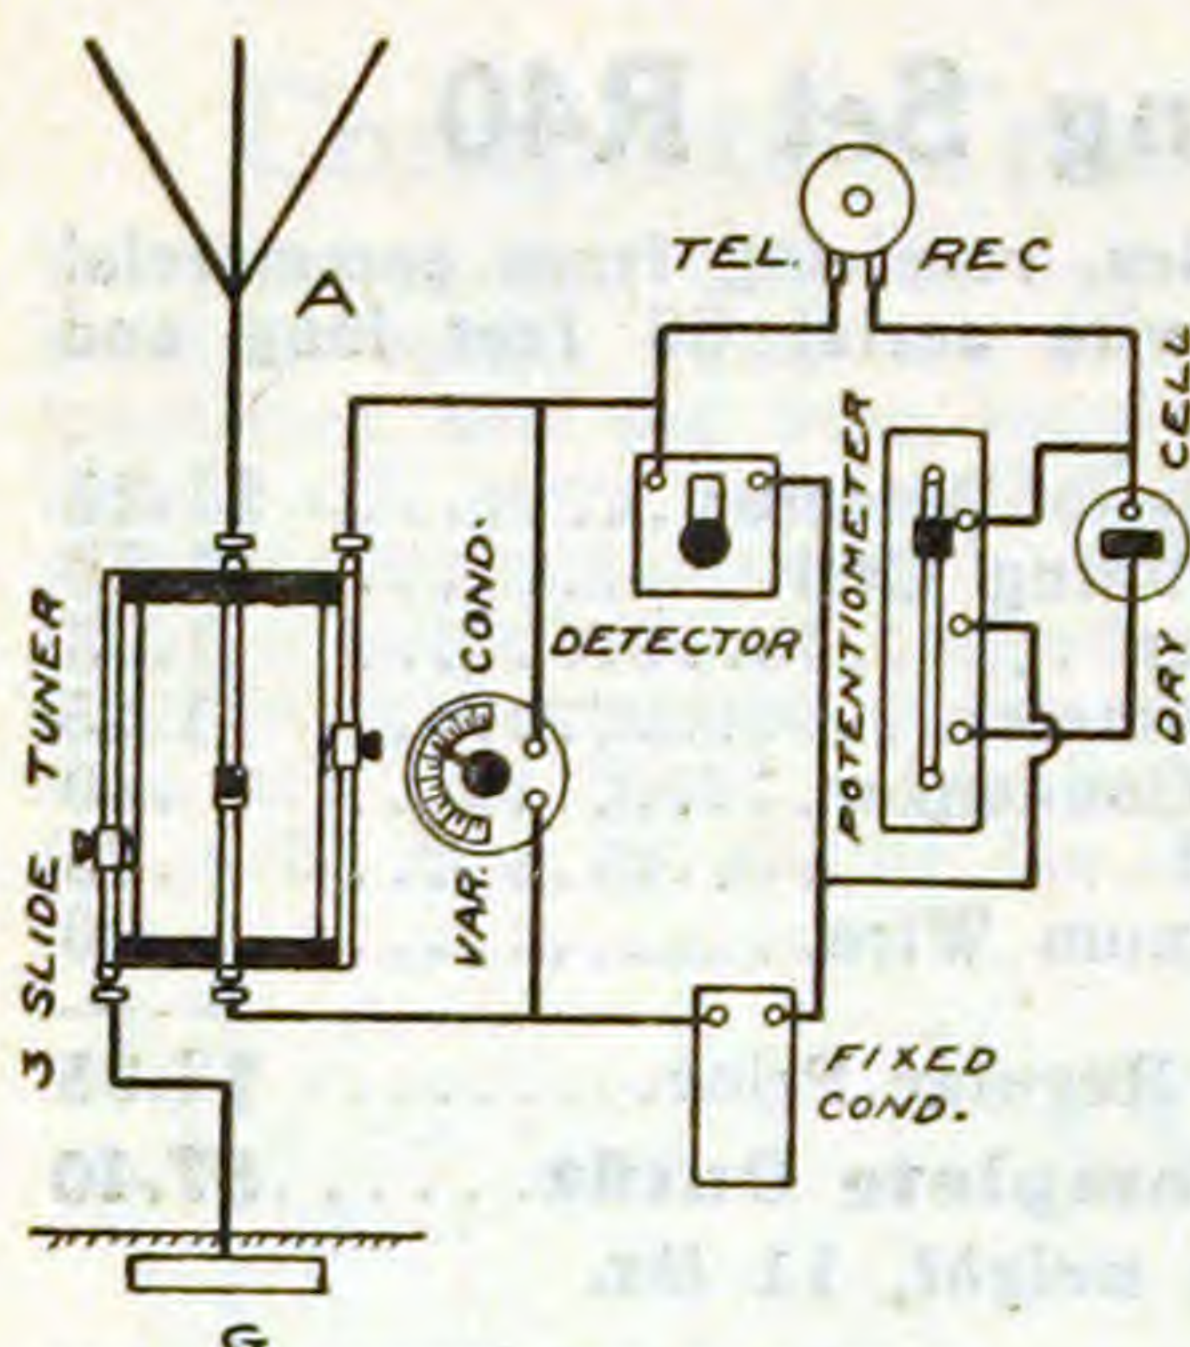 A
TEL. REC
DRY CELL
POTENTIOMETER
DETECTOR
VAR. COND.
3 SLIDE TUNER
FIXED
COND.
G